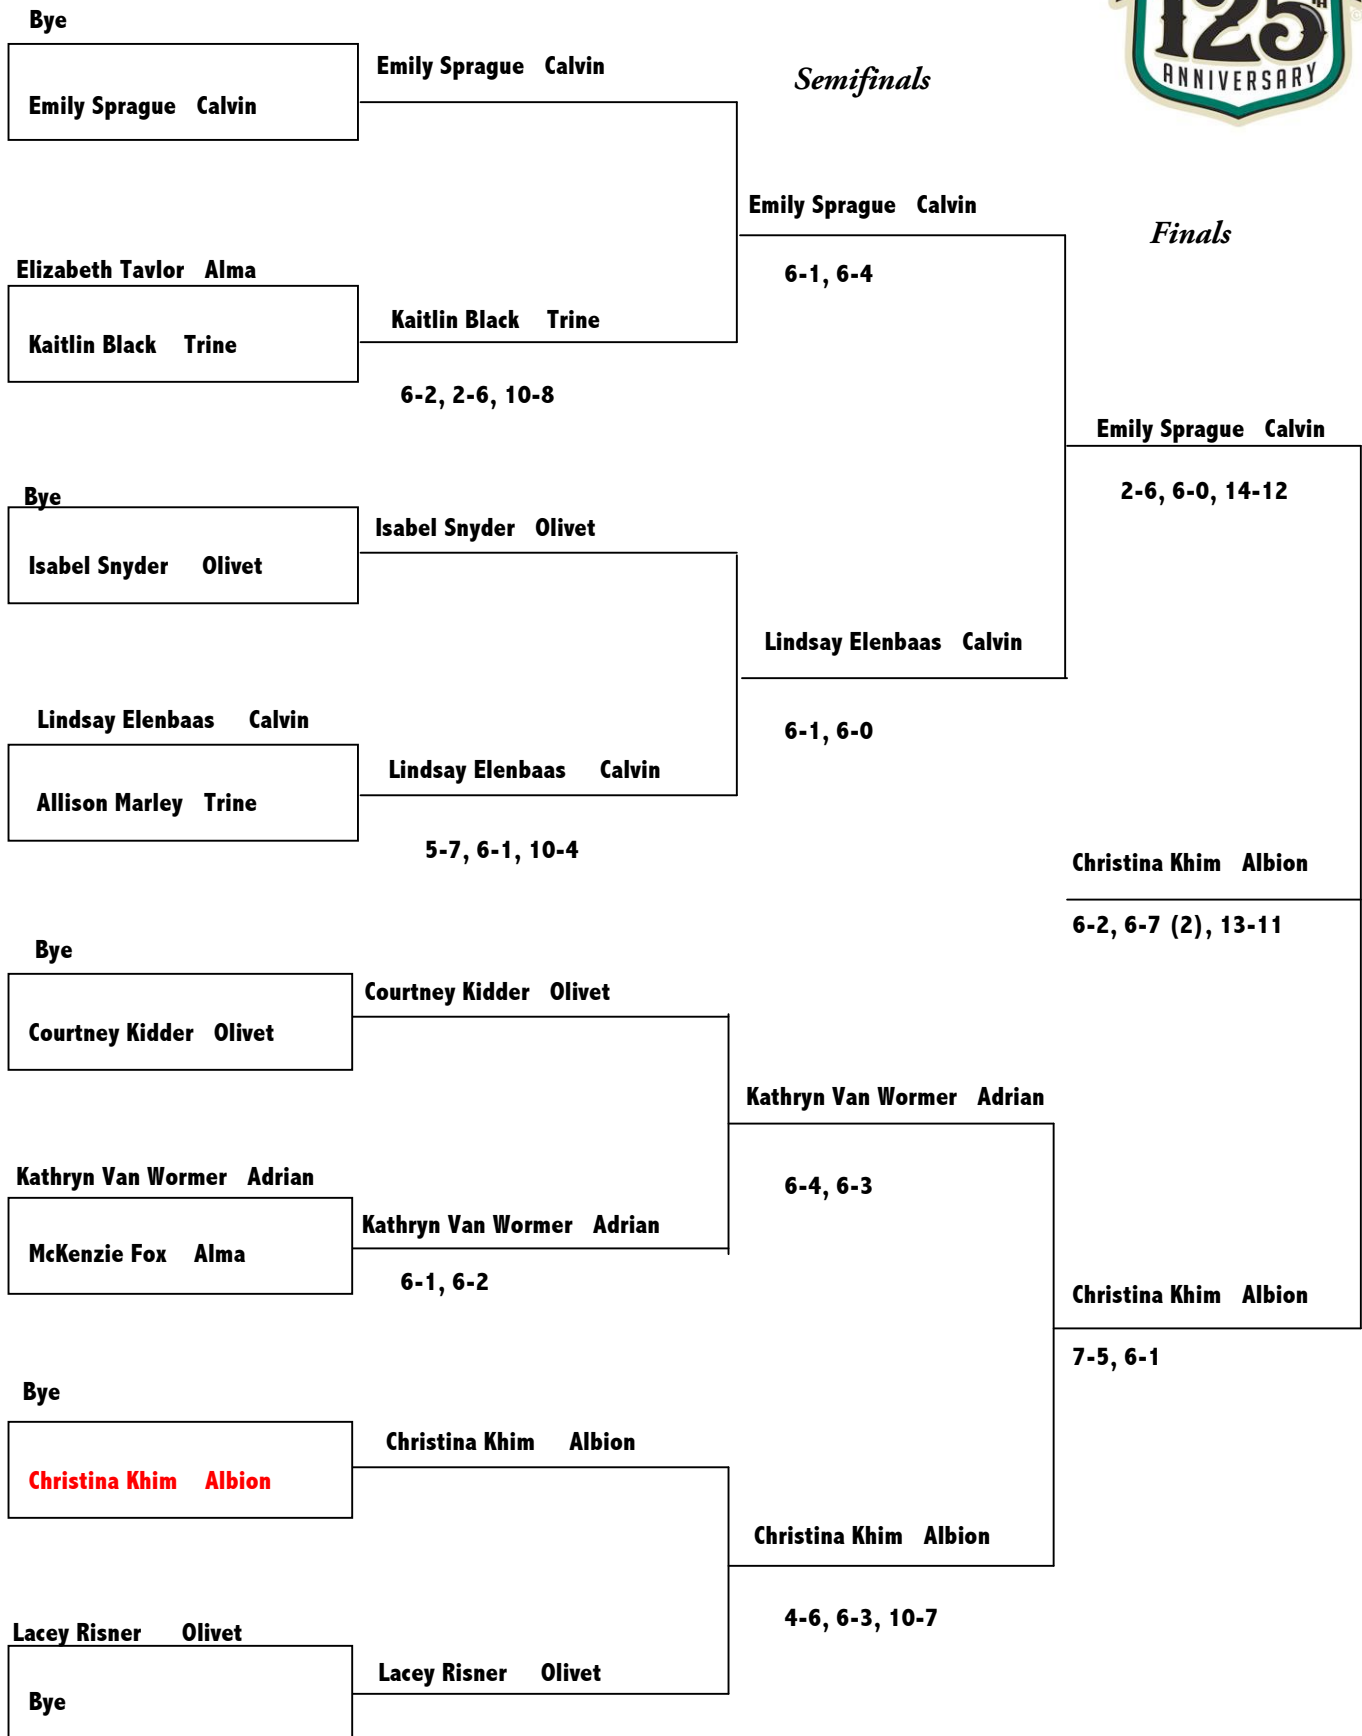 125
TH
ANNIVERSARY
Bye
Emily Sprague Calvin
Emily Sprague Calvin
Semifinals
Emily Sprague Calvin
Finals
Elizabeth Tavlor Alma
6-1, 6-4
Kaitlin Black Trine
Kaitlin Black Trine
6-2, 2-6, 10-8
Emily Sprague Calvin
2-6, 6-0, 14-12
Bye
Isabel Snyder Olivet
Isabel Snyder Olivet
Lindsay Elenbaas Calvin
Lindsay Elenbaas Calvin
6-1, 6-0
Lindsay Elenbaas Calvin
Allison Marley Trine
5-7, 6-1, 10-4
Christina Khim Albion
6-2, 6-7 (2), 13-11
Bye
Courtney Kidder Olivet
Courtney Kidder Olivet
Kathryn Van Wormer Adrian
Kathryn Van Wormer Adrian
6-4, 6-3
Kathryn Van Wormer Adrian
McKenzie Fox Alma
6-1, 6-2
Christina Khim Albion
7-5, 6-1
Bye
Christina Khim Albion
Christina Khim Albion
Christina Khim Albion
4-6, 6-3, 10-7
Lacey Risner Olivet
Lacey Risner Olivet
Bye